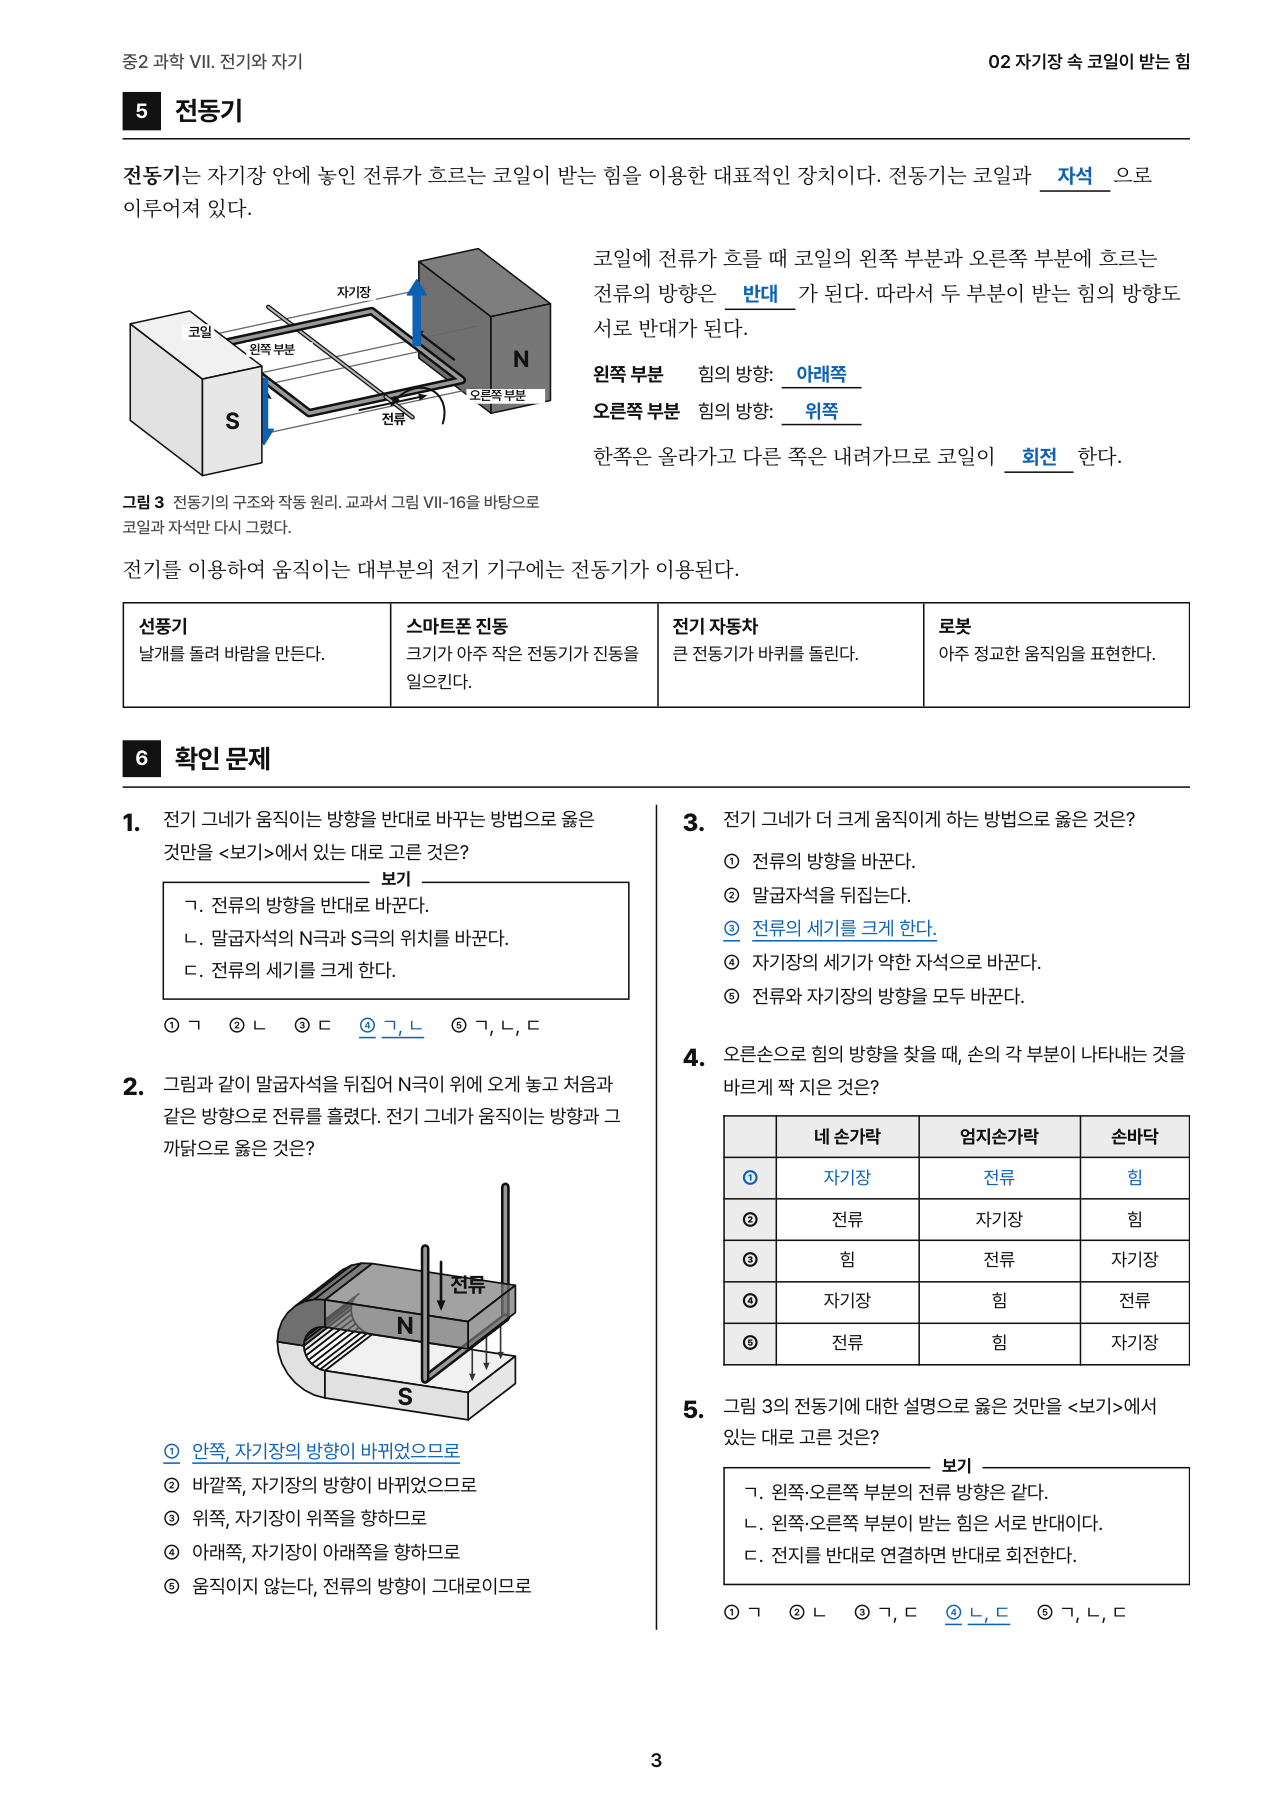 중2 과학 VII. 전기와 자기
02 자기장 속 코일이 받는 힘
5 전동기
전동기는 자기장 안에 놓인 전류가 흐르는 코일이 받는 힘을 이용한 대표적인 장치이다. 전동기는 코일과 자석 으로
이루어져 있다.
자기장
코일
왼쪽 부분
N
S
오른쪽 부분
전류
그림 3 전동기의 구조와 작동 원리. 교과서 그림 VII-16을 바탕으로
코일과 자석만 다시 그렸다.
코일에 전류가 흐를 때 코일의 왼쪽 부분과 오른쪽 부분에 흐르는
전류의 방향은 반대 가 된다. 따라서 두 부분이 받는 힘의 방향도
서로 반대가 된다.
왼쪽 부분 힘의 방향: 아래쪽
오른쪽 부분 힘의 방향: 위쪽
한쪽은 올라가고 다른 쪽은 내려가므로 코일이 회전 한다.
전기를 이용하여 움직이는 대부분의 전기 기구에는 전동기가 이용된다.
선풍기
날개를 돌려 바람을 만든다.
스마트폰 진동
크기가 아주 작은 전동기가 진동을
일으킨다.
전기 자동차
큰 전동기가 바퀴를 돌린다.
로봇
아주 정교한 움직임을 표현한다.
6 확인 문제
1. 전기 그네가 움직이는 방향을 반대로 바꾸는 방법으로 옳은
것만을 <보기>에서 있는 대로 고른 것은?
보기
ㄱ. 전류의 방향을 반대로 바꾼다.
ㄴ. 말굽자석의 N극과 S극의 위치를 바꾼다.
ㄷ. 전류의 세기를 크게 한다.
① ㄱ ② ㄴ ③ ㄷ ④ ㄱ, ㄴ ⑤ ㄱ, ㄴ, ㄷ
2. 그림과 같이 말굽자석을 뒤집어 N극이 위에 오게 놓고 처음과
같은 방향으로 전류를 흘렸다. 전기 그네가 움직이는 방향과 그
까닭으로 옳은 것은?
전류
N
S
① 안쪽, 자기장의 방향이 바뀌었으므로
② 바깥쪽, 자기장의 방향이 바뀌었으므로
③ 위쪽, 자기장이 위쪽을 향하므로
④ 아래쪽, 자기장이 아래쪽을 향하므로
⑤ 움직이지 않는다, 전류의 방향이 그대로이므로
3. 전기 그네가 더 크게 움직이게 하는 방법으로 옳은 것은?
① 전류의 방향을 바꾼다.
② 말굽자석을 뒤집는다.
③ 전류의 세기를 크게 한다.
④ 자기장의 세기가 약한 자석으로 바꾼다.
⑤ 전류와 자기장의 방향을 모두 바꾼다.
4. 오른손으로 힘의 방향을 찾을 때, 손의 각 부분이 나타내는 것을
바르게 짝 지은 것은?
네 손가락 엄지손가락 손바닥
① 자기장 전류 힘
② 전류 자기장 힘
③ 힘 전류 자기장
④ 자기장 힘 전류
⑤ 전류 힘 자기장
5. 그림 3의 전동기에 대한 설명으로 옳은 것만을 <보기>에서
있는 대로 고른 것은?
보기
ㄱ. 왼쪽·오른쪽 부분의 전류 방향은 같다.
ㄴ. 왼쪽·오른쪽 부분이 받는 힘은 서로 반대이다.
ㄷ. 전지를 반대로 연결하면 반대로 회전한다.
① ㄱ ② ㄴ ③ ㄱ, ㄷ ④ ㄴ, ㄷ ⑤ ㄱ, ㄴ, ㄷ
3